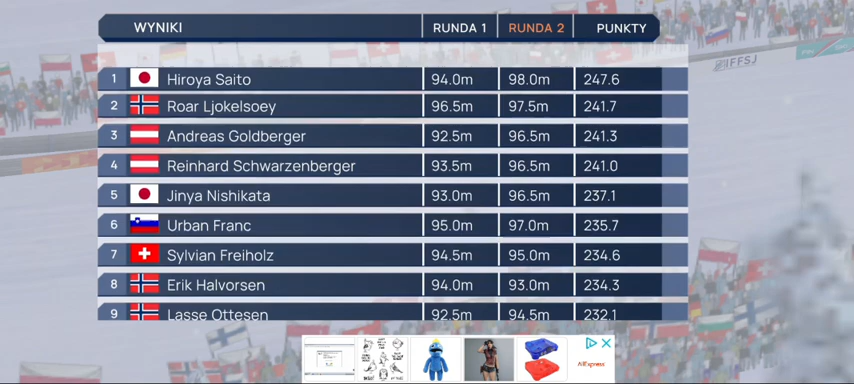 WYNIKI RUNDA 1 RUNDA 2 PUNKTY
IFFSJ
1 Hiroya Saito 94.0m 98.0m 247.6
2 Roar Ljokelsoey 96.5m 97.5m 241.7
3 Andreas Goldberger 92.5m 96.5m 241.3
4 Reinhard Schwarzenberger 93.5m 96.5m 241.0
5 Jinya Nishikata 93.0m 96.5m 237.1
6 Urban Franc 95.0m 97.0m 235.7
7 Sylvian Freiholz 94.5m 95.0m 234.6
8 Erik Halvorsen 94.0m 93.0m 234.3
9 Lasse Ottesen 92.5m 94.5m 232.1
AliExpress